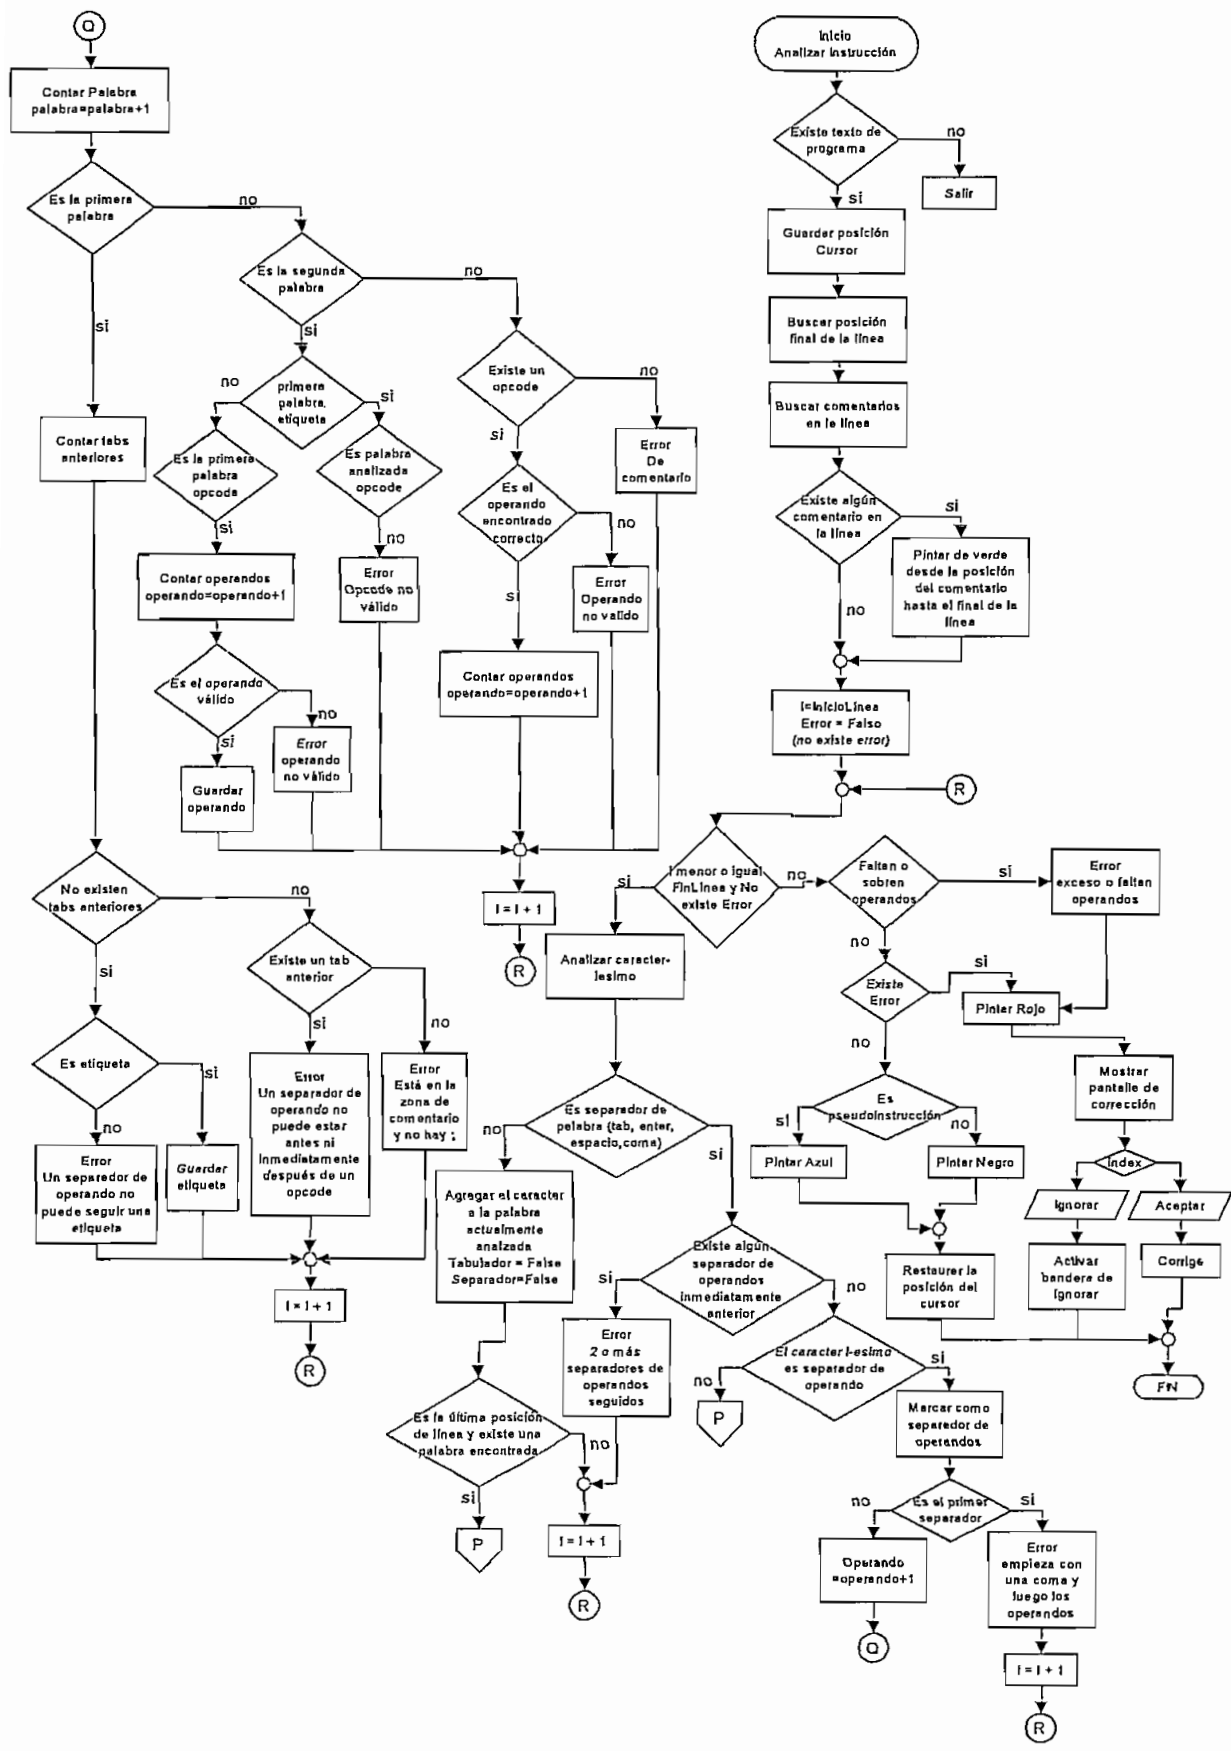 Q
Contar Palabra
palabra=palabra+1
Es la primera
palabra
no
si
Es la segunda
palabra
no
si
primera
palabra,
etiqueta
no
si
Existe un
opcode
no
si
Contar tabs
anteriores
Es la primera
palabra
opcode
si
Es palabra
analizada
opcode
no
Es el
operando
encontrado
correcto
no
si
Error
De
comentario
Contar operandos
operando=operando+1
Error
Opcode no
válido
Error
Operando
no valido
Es el operando
válido
no
si
Contar operandos
operando=operando+1
Guardar
operando
Error
operando
no válido
I = I + 1
R
No existen
tabs anteriores
no
si
Existe un tab
anterior
si
no
Es etiqueta
si
no
Error
Un separador de
operando no
puede estar
antes ni
inmediatamente
después de un
opcode
Error
Está en la
zona de
comentario
y no hay ;
Error
Un separador de
operando no
puede seguir una
etiqueta
Guardar
etiqueta
I = I + 1
R
Inicio
Analizar Instrucción
Existe texto de
programa
no
Salir
si
Guardar posición
Cursor
Buscar posición
final de la línea
Buscar comentarios
en la línea
Existe algún
comentario en
la línea
si
no
Pintar de verde
desde la posición
del comentario
hasta el final de la
línea
I=InicioLínea
Error = Falso
(no existe error)
R
I menor o igual
FinLínea y No
existe Error
si
no
Faltan o
sobran
operandos
si
no
Error
exceso o faltan
operandos
Analizar caracter-
Iesimo
Existe
Error
si
no
Pintar Rojo
Mostrar
pantalla de
corrección
Es
pseudoinstrucción
si
no
Pintar Azul
Pintar Negro
Index
Ignorar
Aceptar
Restaurar la
posición del
cursor
Activar
bandera de
Ignorar
Corrige
FIN
Es separador de
palabra (tab, enter,
espacio,coma)
no
si
Agregar el caracter
a la palabra
actualmente
analzada
Tabulador = False
Separador=False
Existe algún
separador de
operandos
inmediatamente
anterior
si
no
Error
2 o más
separadores de
operandos
seguidos
El caracter I-esimo
es separador de
operando
no
si
P
Marcar como
separador de
operandos
Es la última posición
de línea y existe una
palabra encontrada
no
si
P
I = I + 1
R
Es el primer
separador
no
si
Operando
=operando+1
Q
Error
empieza con
una coma y
luego los
operandos
I = I + 1
R